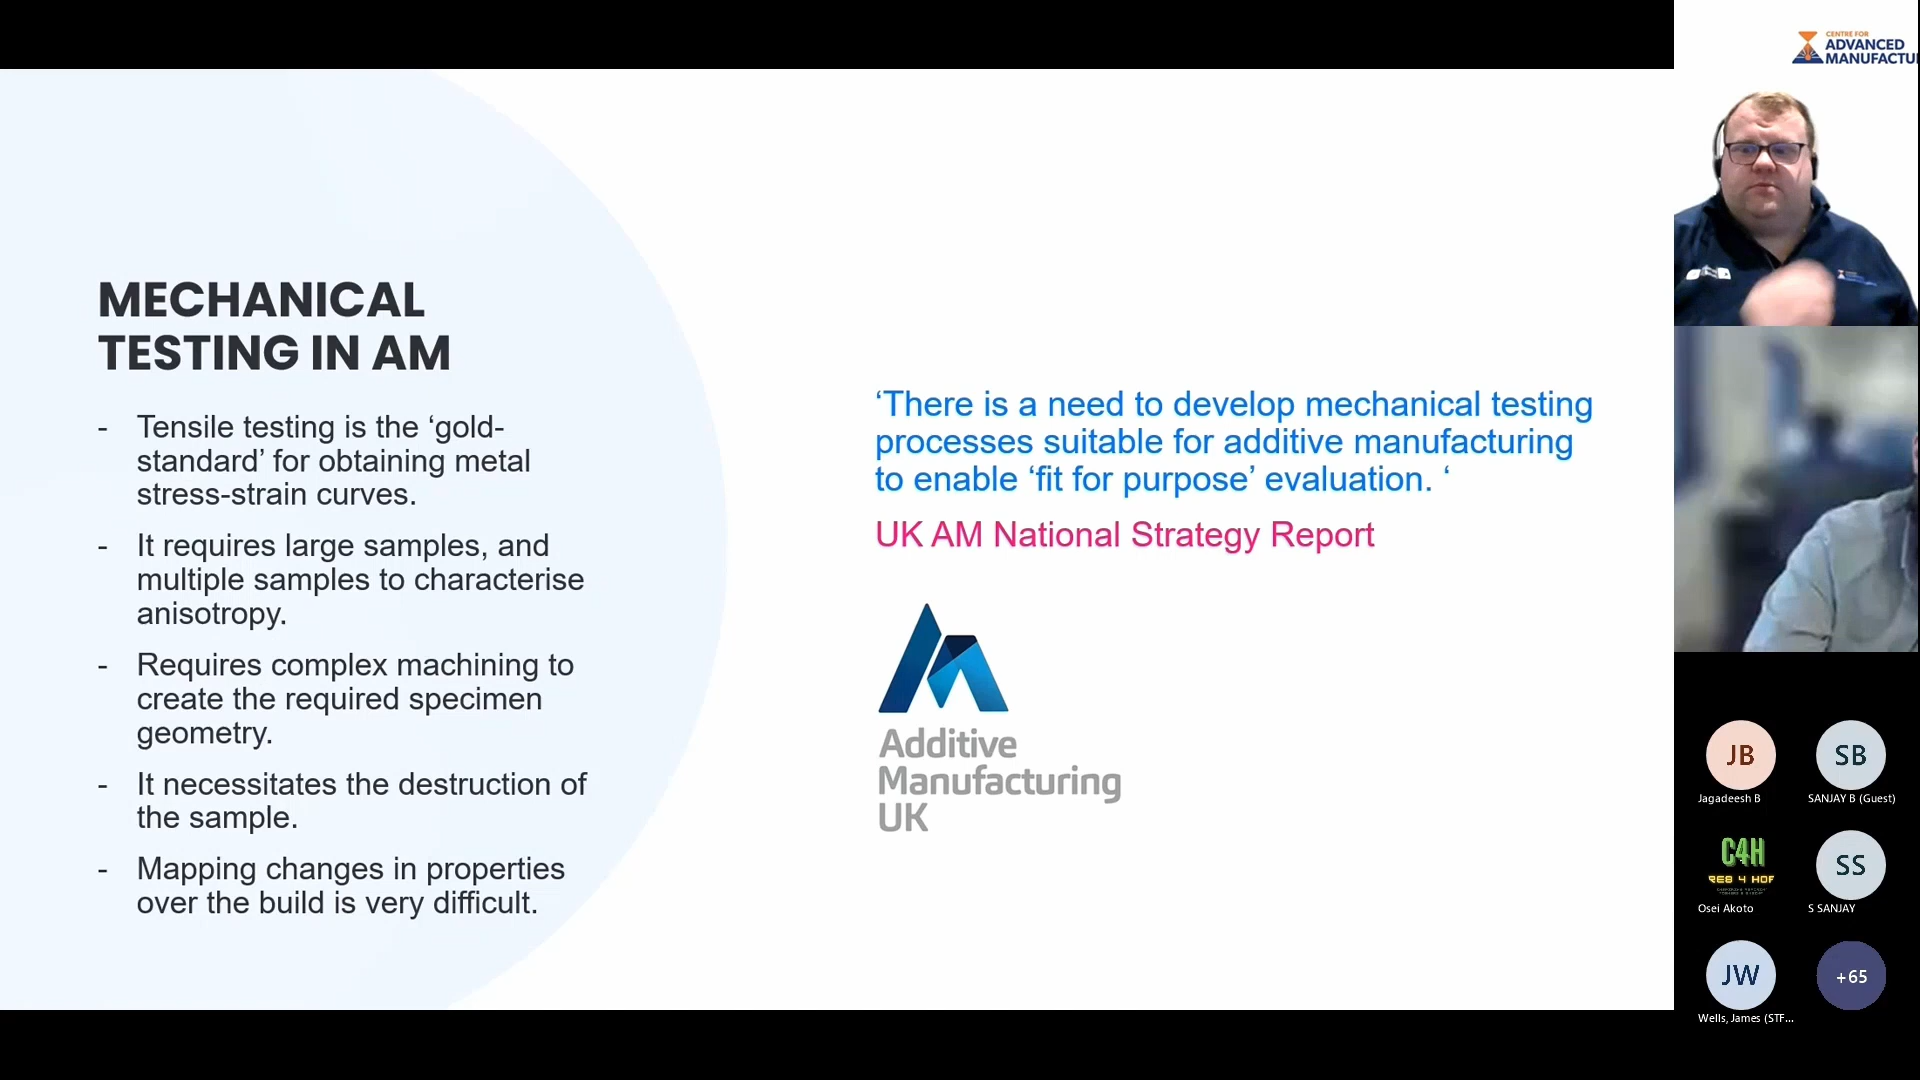 MECHANICAL
TESTING IN AM
- Tensile testing is the ‘gold-
standard’ for obtaining metal
stress-strain curves.
- It requires large samples, and
multiple samples to characterise
anisotropy.
- Requires complex machining to
create the required specimen
geometry.
- It necessitates the destruction of
the sample.
- Mapping changes in properties
over the build is very difficult.
‘There is a need to develop mechanical testing
processes suitable for additive manufacturing
to enable ‘fit for purpose’ evaluation. ‘
UK AM National Strategy Report
Additive
Manufacturing
UK
CENTRE FOR
ADVANCED
MANUFACTU
JB
Jagadeesh B
SB
SANJAY B (Guest)
C4H
Osei Akoto
SS
S SANJAY
JW
Wells, James (STF...
+65